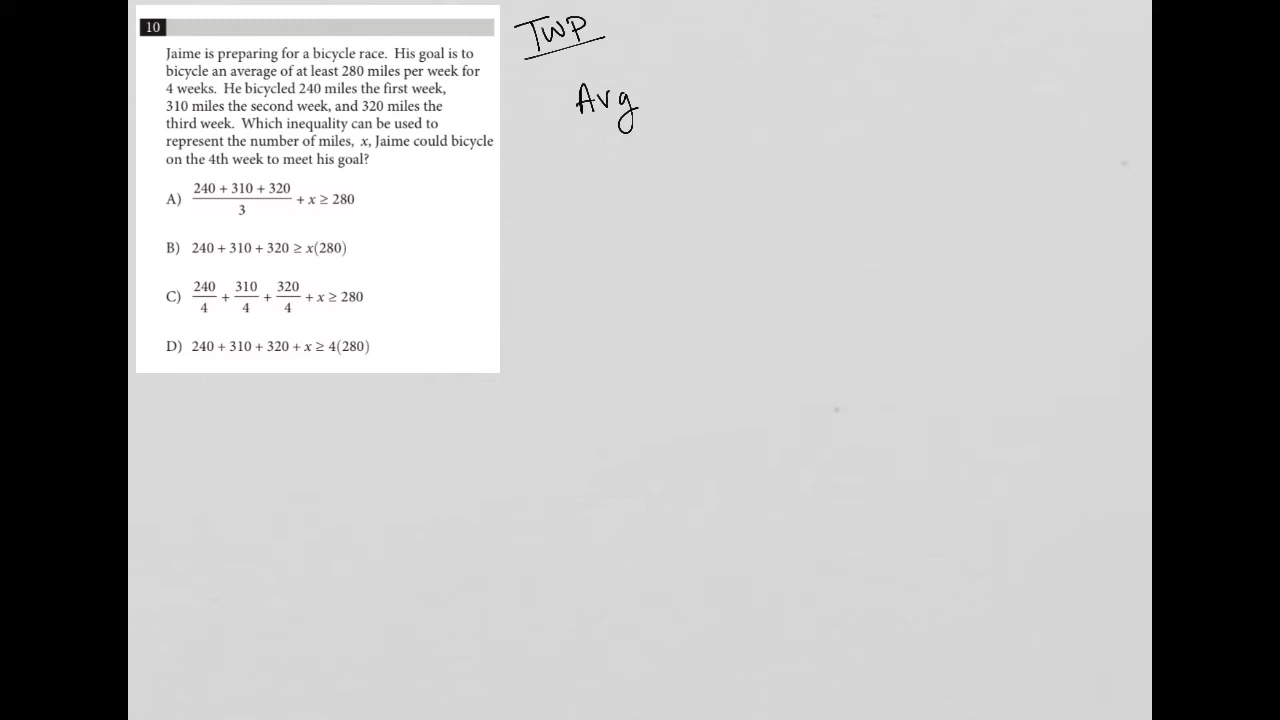 10
Jaime is preparing for a bicycle race. His goal is to
bicycle an average of at least 280 miles per week for
4 weeks. He bicycled 240 miles the first week,
310 miles the second week, and 320 miles the
third week. Which inequality can be used to
represent the number of miles, x, Jaime could bicycle
on the 4th week to meet his goal?
A) (240 + 310 + 320)/3 + x ≥ 280
B) 240 + 310 + 320 ≥ x(280)
C) 240/4 + 310/4 + 320/4 + x ≥ 280
D) 240 + 310 + 320 + x ≥ 4(280)
TWP
Avg